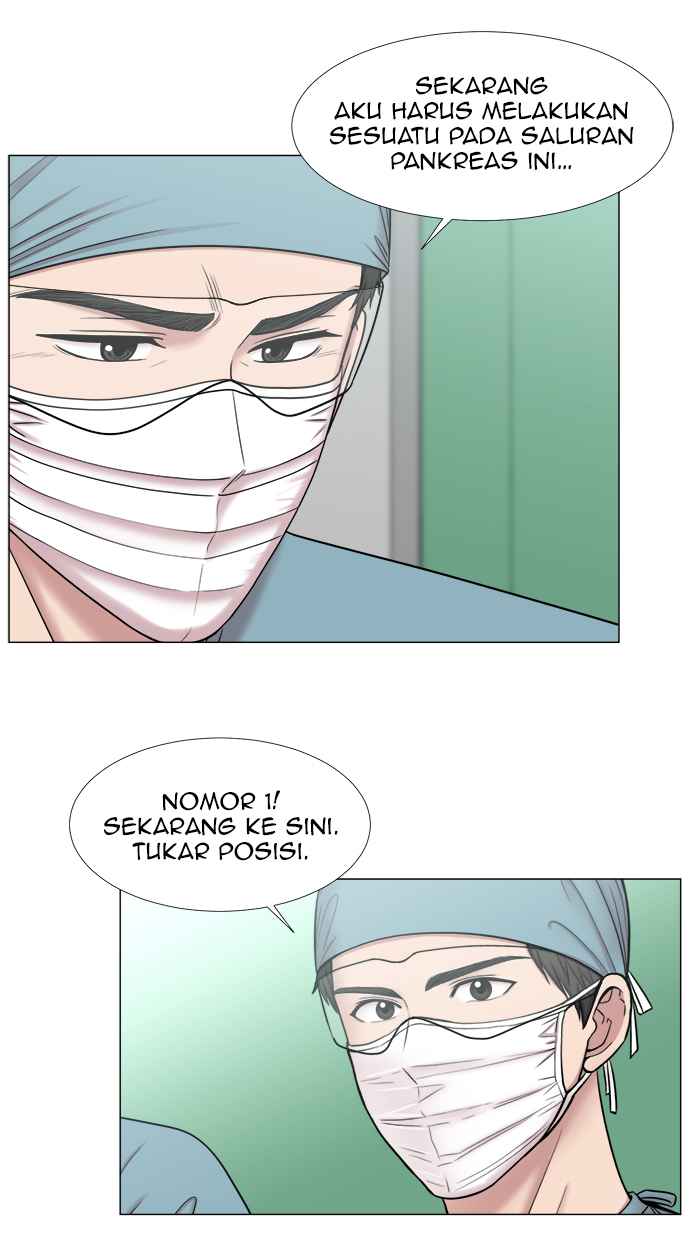 SEKARANG
AKU HARUS MELAKUKAN
SESUATU PADA SALURAN
PANKREAS INI...
NOMOR 1!
SEKARANG KE SINI.
TUKAR POSISI.